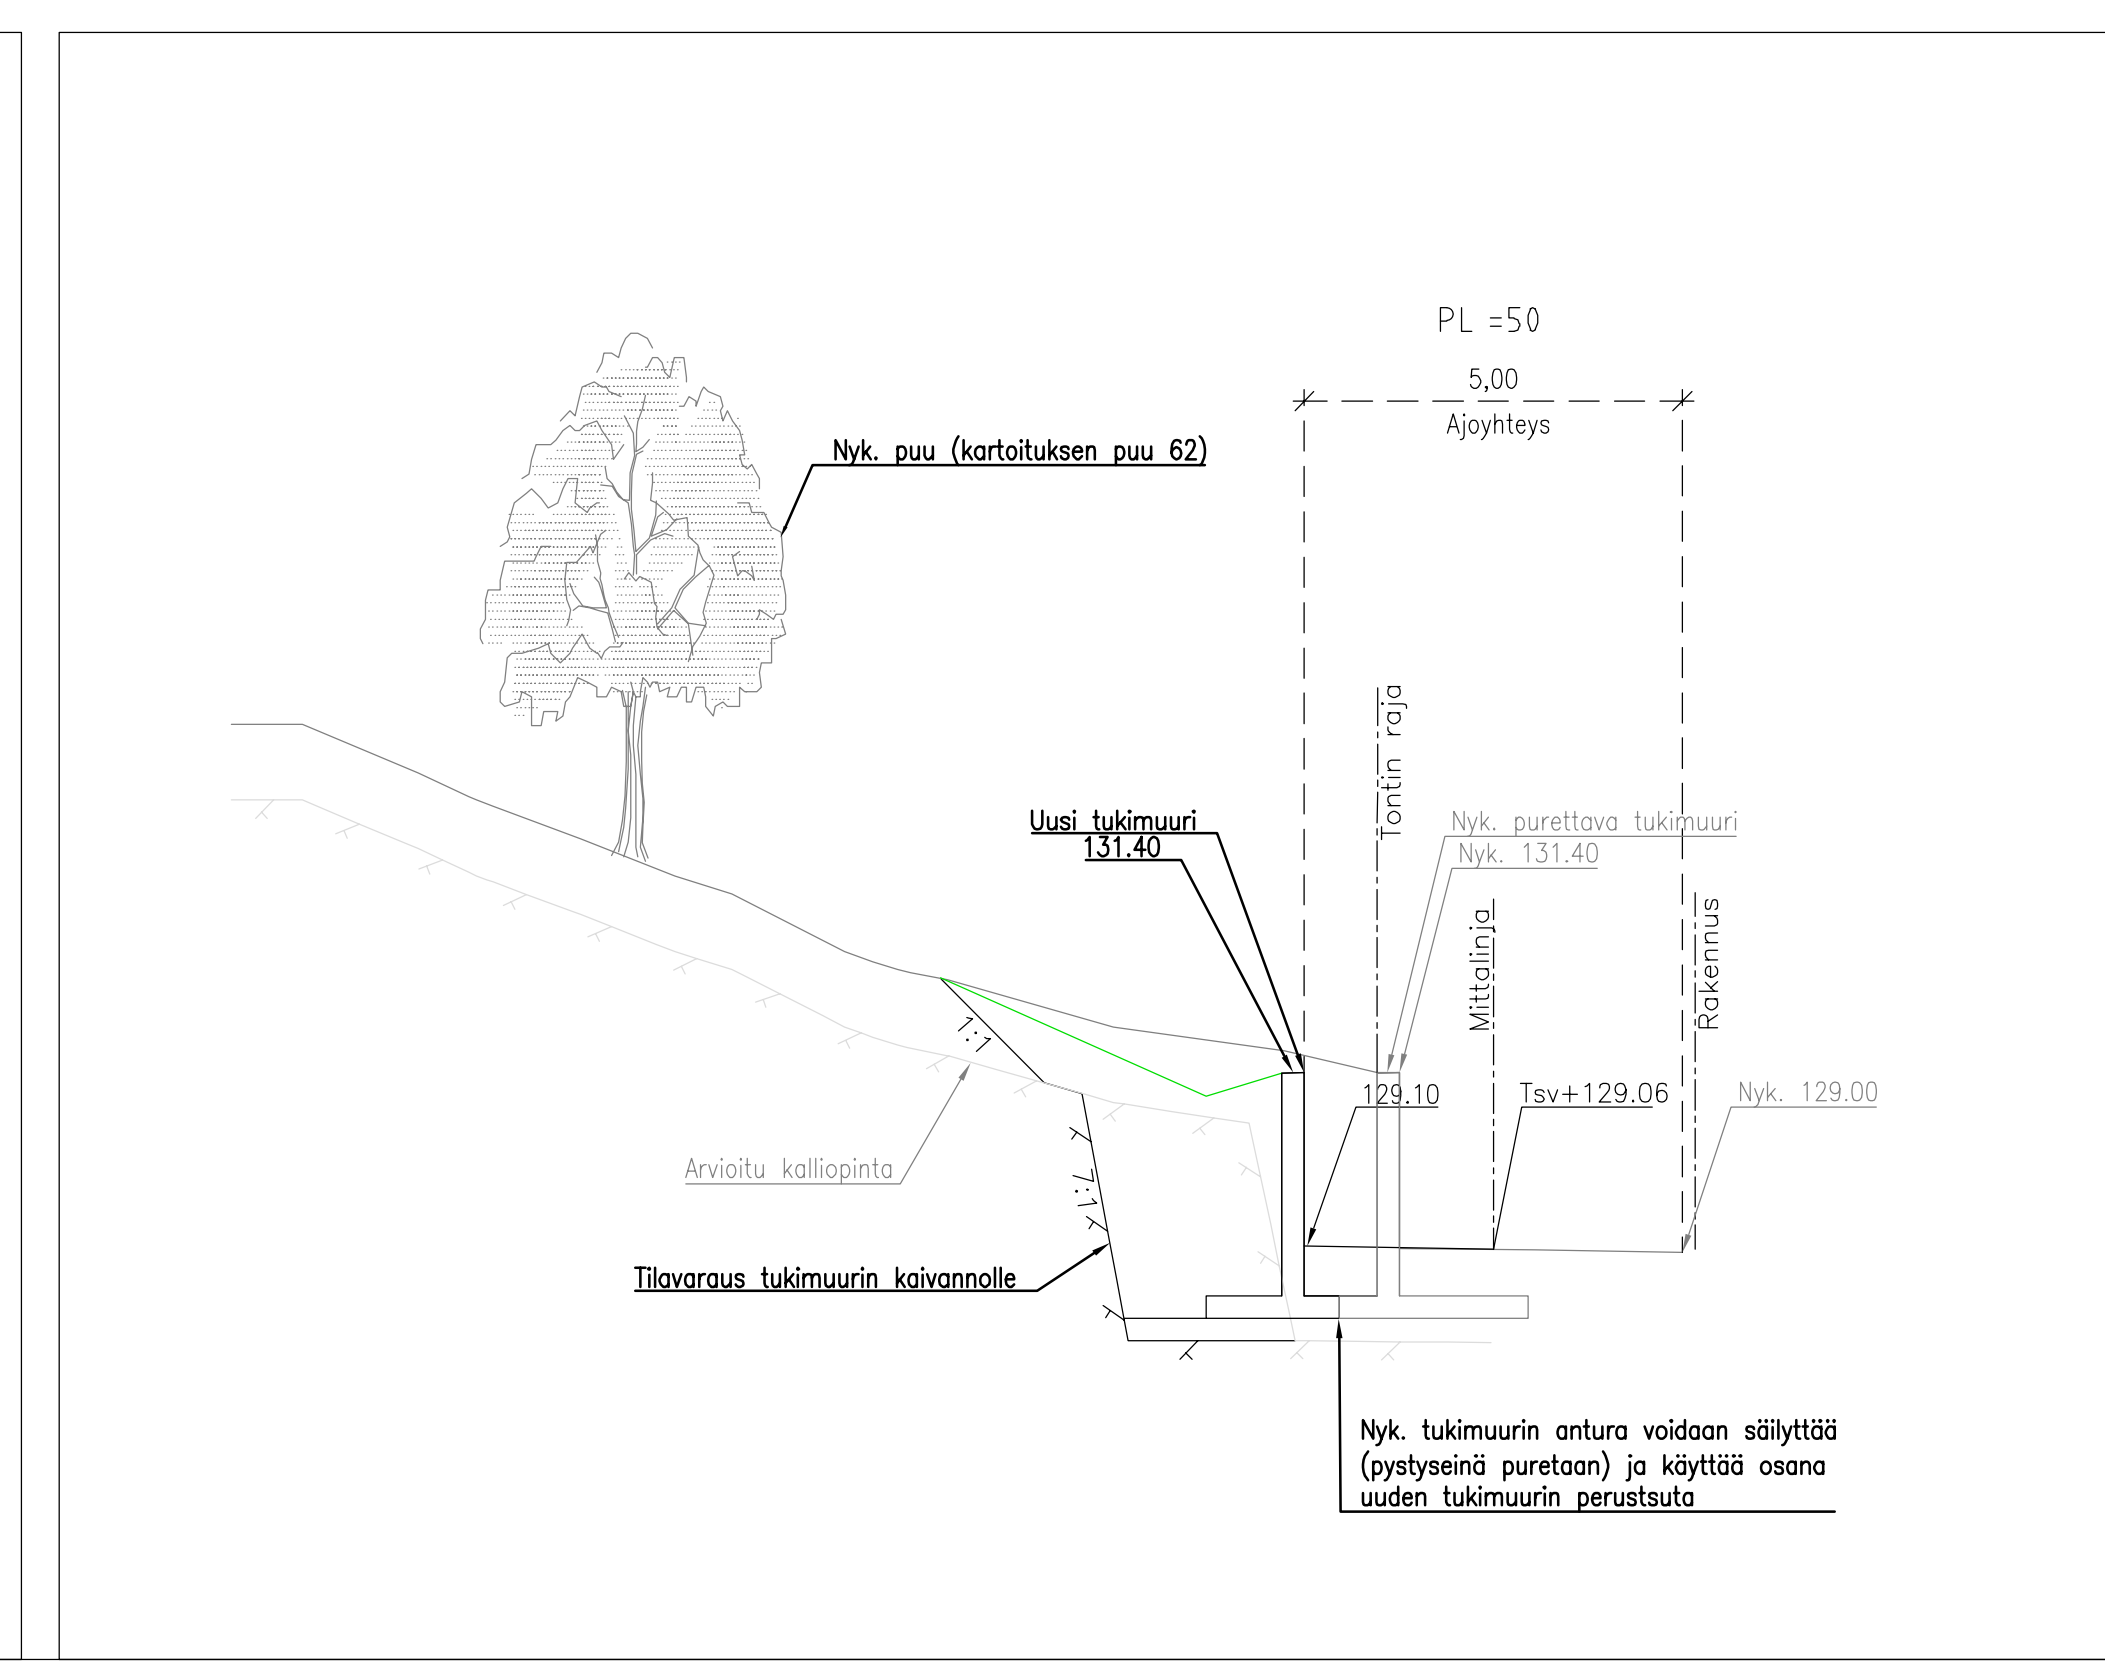 PL =50
5,00
Ajoyhteys
Nyk. puu (kartoituksen puu 62)
Tontin raja
Uusi tukimuuri
131.40
Nyk. purettava tukimuuri
Nyk. 131.40
Mittalinja
Rakennus
1:1
129.10
Tsv+129.06
Nyk. 129.00
Arvioitu kalliopinta
7:1
Tilavaraus tukimuurin kaivannolle
Nyk. tukimuurin antura voidaan säilyttää
(pystyseinä puretaan) ja käyttää osana
uuden tukimuurin perustsuta